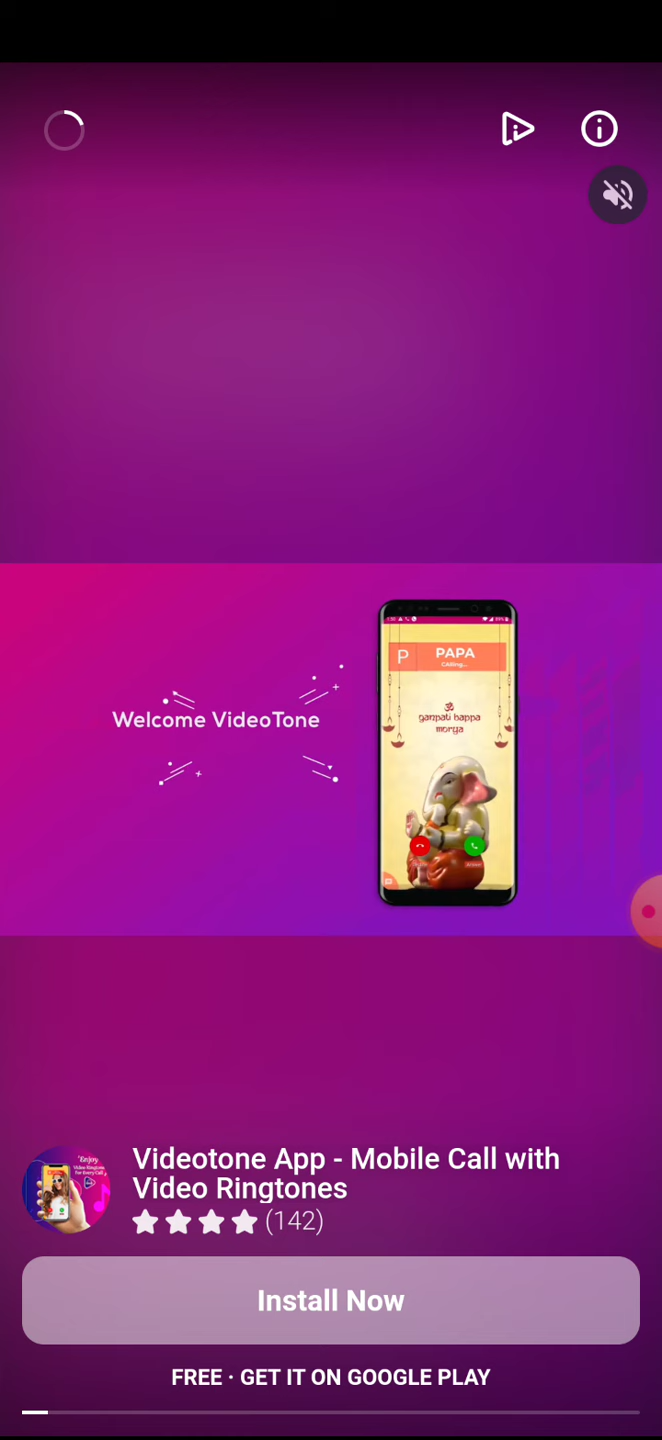 Welcome VideoTone
P
PAPA
Calling...
ॐ
ganpati bappa
morya
'Enjoy
Videotone App - Mobile Call with
Video Ringtones
(142)
Install Now
FREE · GET IT ON GOOGLE PLAY